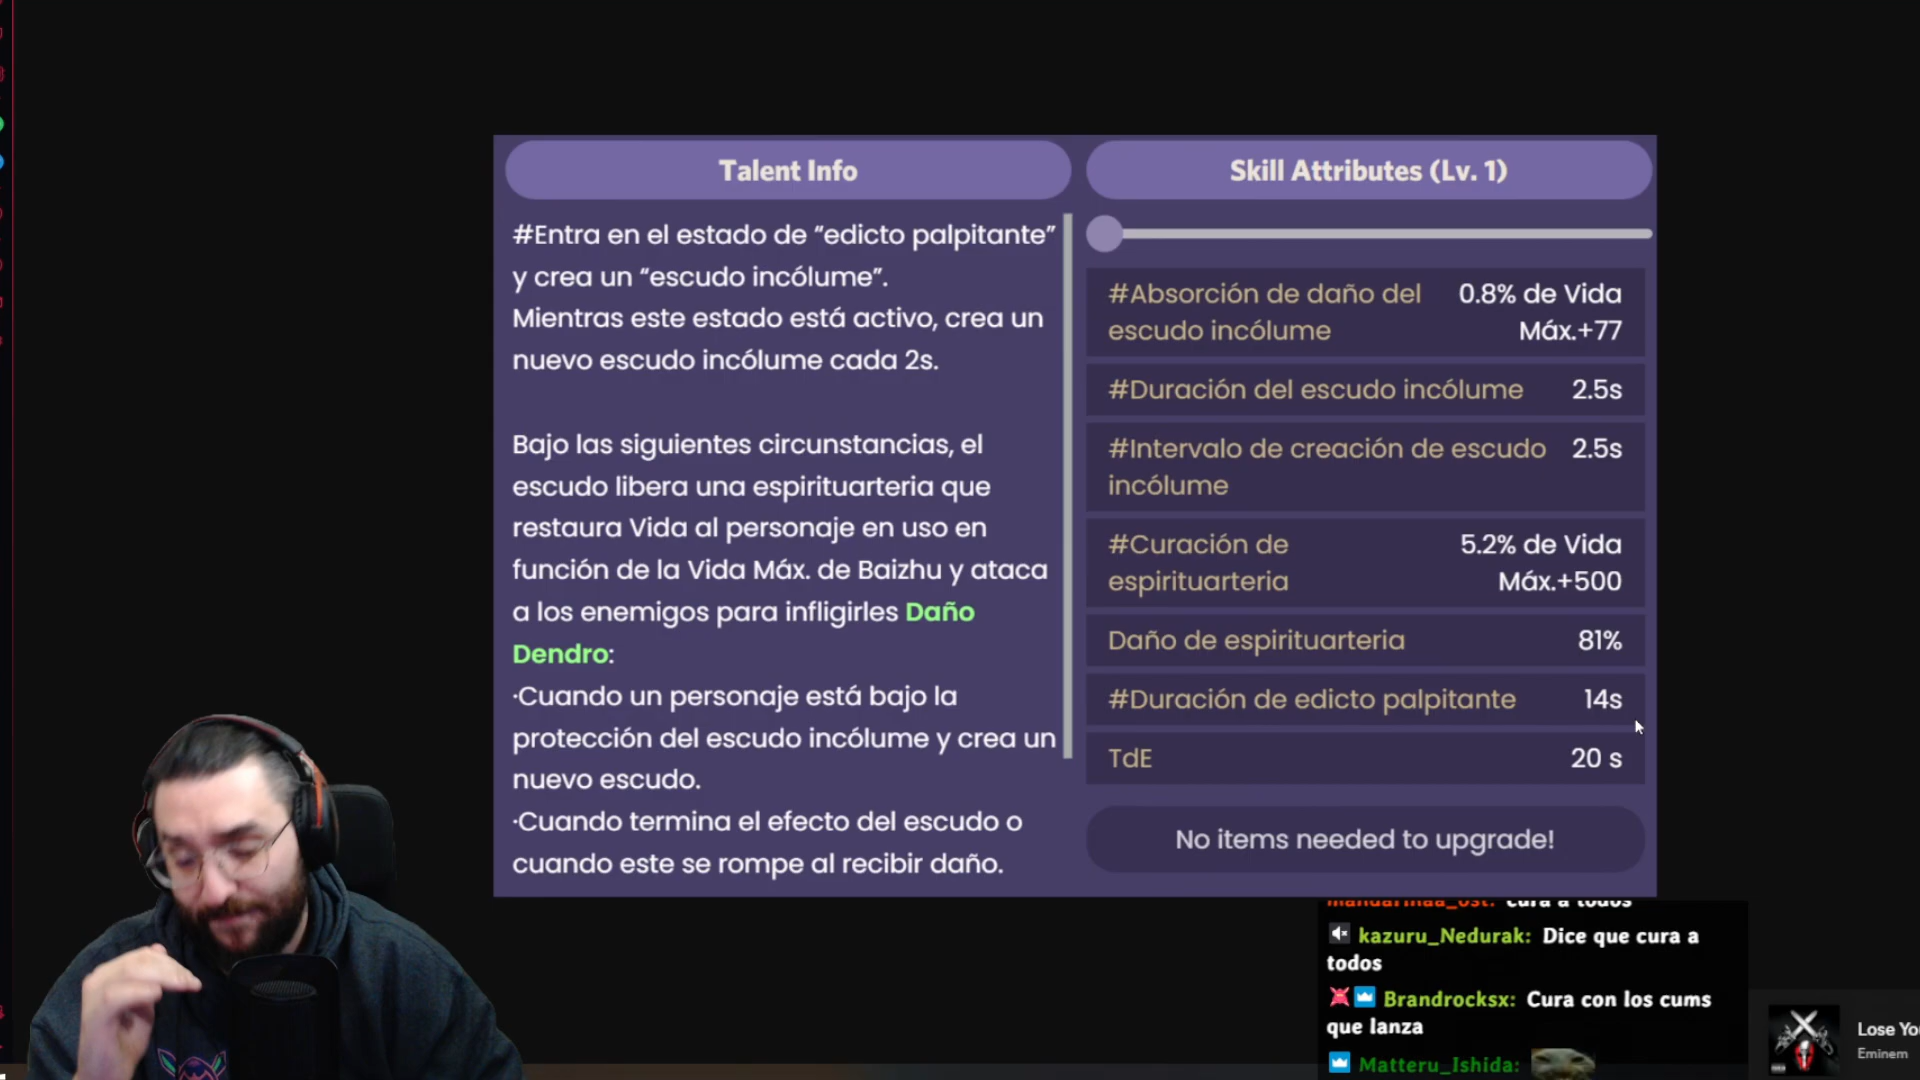 Talent Info
#Entra en el estado de “edicto palpitante”
y crea un “escudo incólume”.
Mientras este estado está activo, crea un
nuevo escudo incólume cada 2s.
Bajo las siguientes circunstancias, el
escudo libera una espirituarteria que
restaura Vida al personaje en uso en
función de la Vida Máx. de Baizhu y ataca
a los enemigos para infligirles Daño
Dendro:
·Cuando un personaje está bajo la
protección del escudo incólume y crea un
nuevo escudo.
·Cuando termina el efecto del escudo o
cuando este se rompe al recibir daño.
Skill Attributes (Lv. 1)
#Absorción de daño del escudo incólume 0.8% de Vida Máx.+77
#Duración del escudo incólume 2.5s
#Intervalo de creación de escudo incólume 2.5s
#Curación de espirituarteria 5.2% de Vida Máx.+500
Daño de espirituarteria 81%
#Duración de edicto palpitante 14s
TdE 20 s
No items needed to upgrade!
mandarinaa_ost: cura a todos
kazuru_Nedurak: Dice que cura a
todos
Brandrocksx: Cura con los cums
que lanza
Matteru_Ishida:
Lose Yo
Eminem